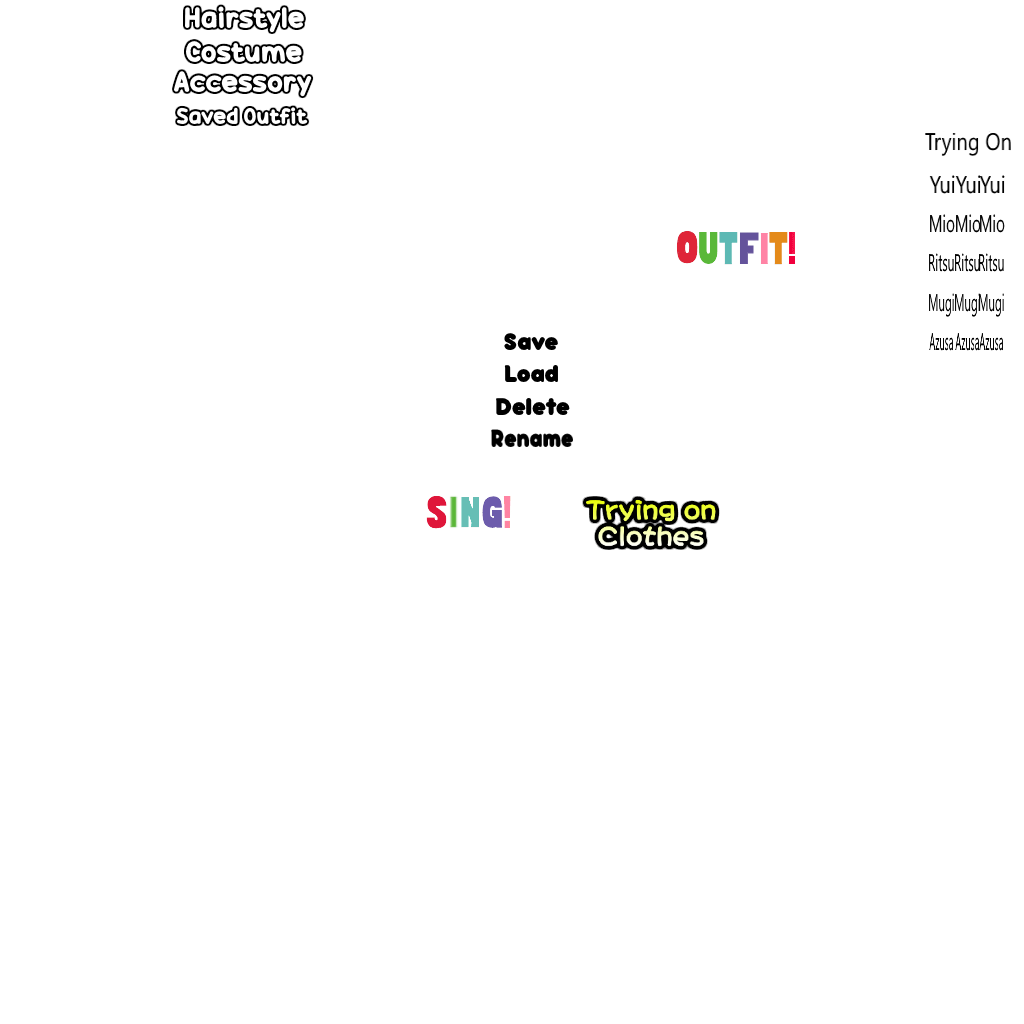 Hairstyle
Costume
Accessory
Saved Outfit
Trying On
YuiYuiYui
MioMioMio
RitsuRitsuRitsu
MugiMugMugi
Azusa AzusaAzusa
OUTFIT!
Save
Load
Delete
Rename
SING!
Trying on
Clothes